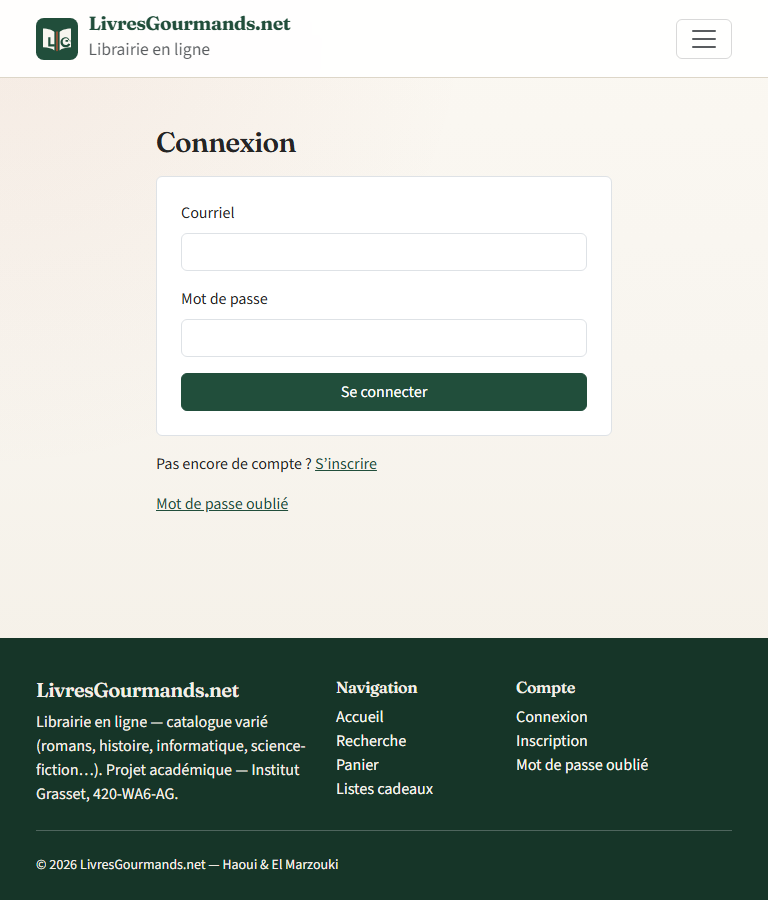 LivresGourmands.net
Librairie en ligne
LG
Connexion
Courriel
Mot de passe
Se connecter
Pas encore de compte ? S’inscrire
Mot de passe oublié
LivresGourmands.net
Librairie en ligne — catalogue varié
(romans, histoire, informatique, science-
fiction…). Projet académique — Institut
Grasset, 420-WA6-AG.
Navigation
Accueil
Recherche
Panier
Listes cadeaux
Compte
Connexion
Inscription
Mot de passe oublié
© 2026 LivresGourmands.net — Haoui & El Marzouki